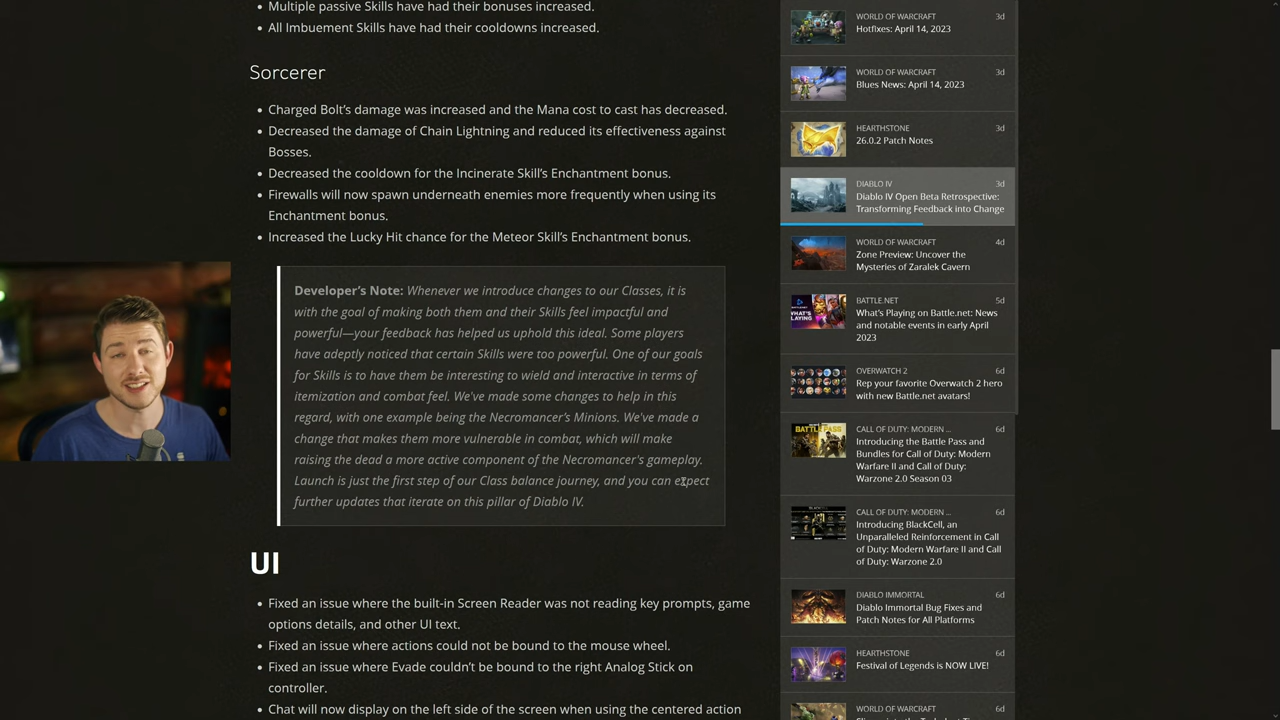 Multiple passive Skills have had their bonuses increased.
All Imbuement Skills have had their cooldowns increased.
Sorcerer
Charged Bolt's damage was increased and the Mana cost to cast has decreased.
Decreased the damage of Chain Lightning and reduced its effectiveness against
Bosses.
Decreased the cooldown for the Incinerate Skill's Enchantment bonus.
Firewalls will now spawn underneath enemies more frequently when using its
Enchantment bonus.
Increased the Lucky Hit chance for the Meteor Skill's Enchantment bonus.
Developer's Note: Whenever we introduce changes to our Classes, it is
with the goal of making both them and their Skills feel impactful and
powerful—your feedback has helped us uphold this ideal. Some players
have adeptly noticed that certain Skills were too powerful. One of our goals
for Skills is to have them be interesting to wield and interactive in terms of
itemization and combat feel. We've made some changes to help in this
regard, with one example being the Necromancer's Minions. We've made a
change that makes them more vulnerable in combat, which will make
raising the dead a more active component of the Necromancer's gameplay.
Launch is just the first step of our Class balance journey, and you can expect
further updates that iterate on this pillar of Diablo IV.
UI
Fixed an issue where the built-in Screen Reader was not reading key prompts, game
options details, and other UI text.
Fixed an issue where actions could not be bound to the mouse wheel.
Fixed an issue where Evade couldn't be bound to the right Analog Stick on
controller.
Chat will now display on the left side of the screen when using the centered action
WORLD OF WARCRAFT 3d
Hotfixes: April 14, 2023
WORLD OF WARCRAFT 3d
Blues News: April 14, 2023
HEARTHSTONE 3d
26.0.2 Patch Notes
DIABLO IV 3d
Diablo IV Open Beta Retrospective:
Transforming Feedback into Change
WORLD OF WARCRAFT 4d
Zone Preview: Uncover the
Mysteries of Zaralek Cavern
BATTLE.NET 5d
What's Playing on Battle.net: News
and notable events in early April
2023
OVERWATCH 2 6d
Rep your favorite Overwatch 2 hero
with new Battle.net avatars!
CALL OF DUTY: MODERN ... 6d
Introducing the Battle Pass and
Bundles for Call of Duty: Modern
Warfare II and Call of Duty:
Warzone 2.0 Season 03
CALL OF DUTY: MODERN ... 6d
Introducing BlackCell, an
Unparalleled Reinforcement in Call
of Duty: Modern Warfare II and Call
of Duty: Warzone 2.0
DIABLO IMMORTAL 6d
Diablo Immortal Bug Fixes and
Patch Notes for All Platforms
HEARTHSTONE 6d
Festival of Legends is NOW LIVE!
WORLD OF WARCRAFT 6d